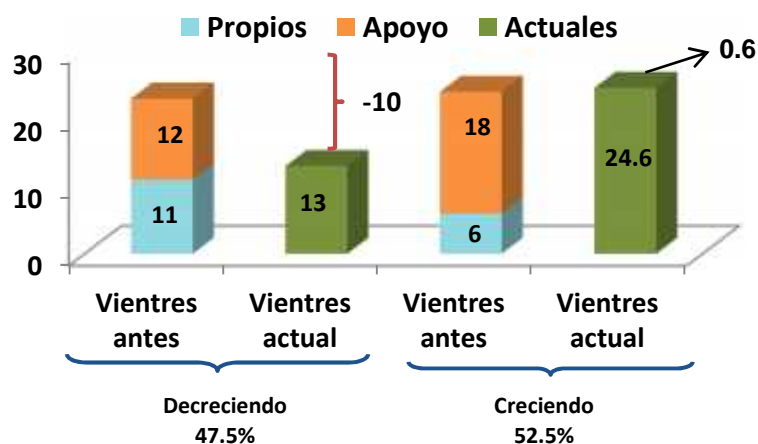 Propios Apoyo Actuales
30
20
10
0
12
11
13
-10
18
6
24.6
0.6
Vientres antes
Vientres actual
Vientres antes
Vientres actual
Decreciendo
47.5%
Creciendo
52.5%